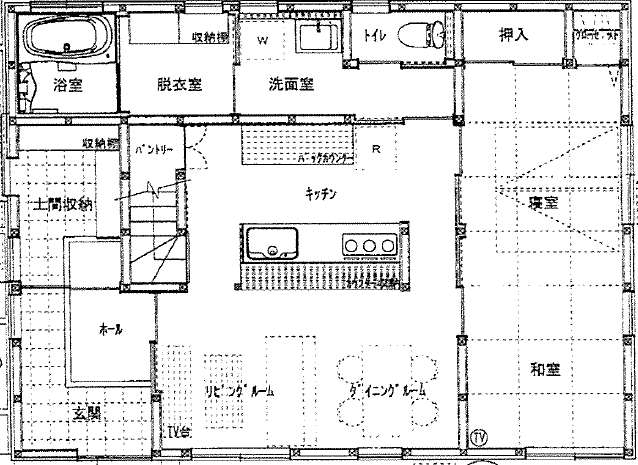 収納棚
W
トイレ
押入
クローゼット
浴室
脱衣室
洗面室
収納棚
パントリー
バックカウンター
R
土間収納
キッチン
寝室
カウンター収納
ホール
リビングルーム
ダイニングルーム
和室
玄関
TV台
TV